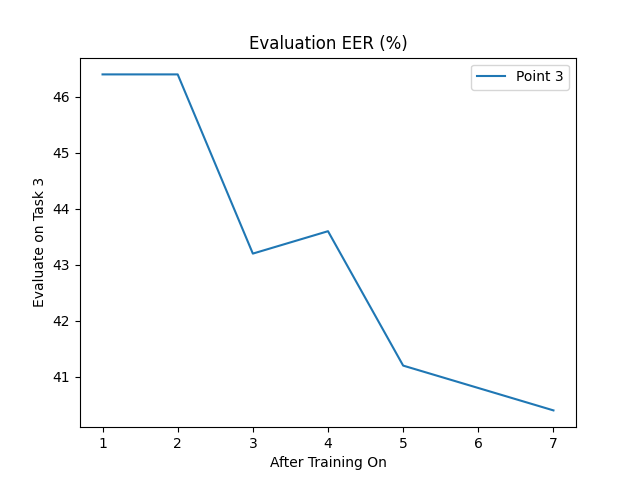 Evaluation EER (%)
Point 3
46
45
44
43
42
41
Evaluate on Task 3
1 2 3 4 5 6 7
After Training On